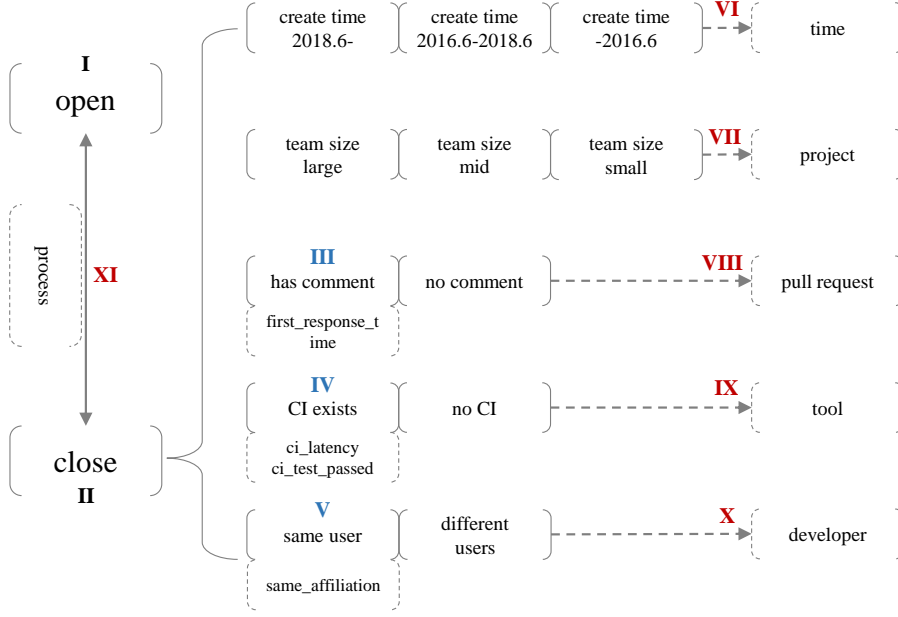 I
open
process
XI
close
II
create time
2018.6-
create time
2016.6-2018.6
create time
-2016.6
VI
time
team size
large
team size
mid
team size
small
VII
project
III
has comment
no comment
VIII
pull request
first_response_t
ime
IV
CI exists
no CI
IX
tool
ci_latency
ci_test_passed
V
same user
different
users
X
developer
same_affiliation